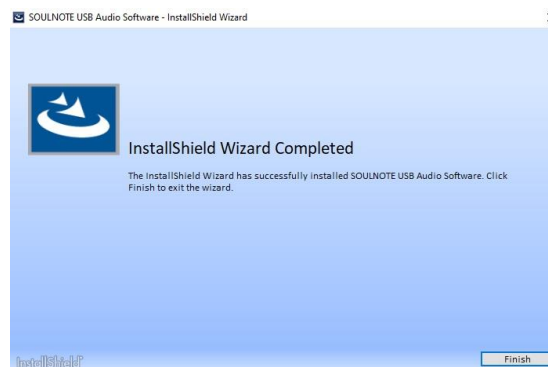 SOULNOTE USB Audio Software - InstallShield Wizard
InstallShield Wizard Completed
The InstallShield Wizard has successfully installed SOULNOTE USB Audio Software. Click
Finish to exit the wizard.
InstallShield
Finish